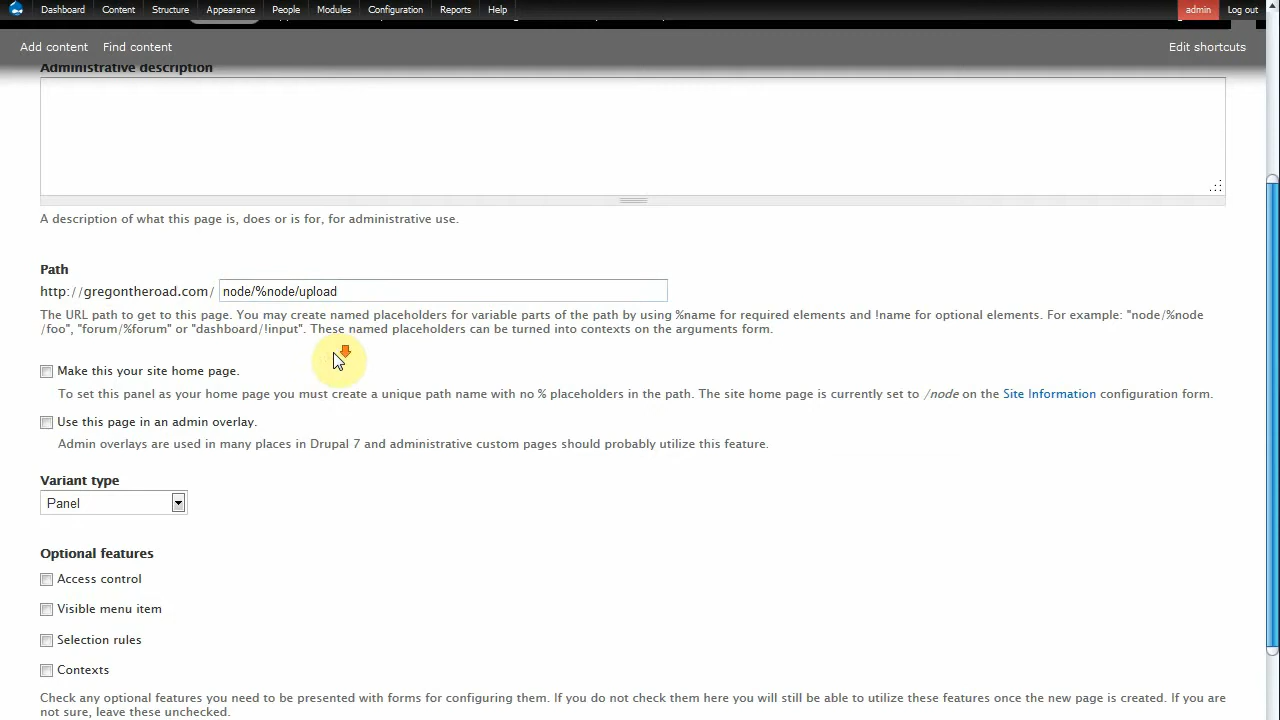 Dashboard Content Structure Appearance People Modules Configuration Reports Help admin Log out
Add content Find content Edit shortcuts
Administrative description
A description of what this page is, does or is for, for administrative use.
Path
http://gregontheroad.com/ node/%node/upload
The URL path to get to this page. You may create named placeholders for variable parts of the path by using %name for required elements and !name for optional elements. For example: "node/%node
/foo", "forum/%forum" or "dashboard/!input". These named placeholders can be turned into contexts on the arguments form.
Make this your site home page.
To set this panel as your home page you must create a unique path name with no % placeholders in the path. The site home page is currently set to /node on the Site Information configuration form.
Use this page in an admin overlay.
Admin overlays are used in many places in Drupal 7 and administrative custom pages should probably utilize this feature.
Variant type
Panel
Optional features
Access control
Visible menu item
Selection rules
Contexts
Check any optional features you need to be presented with forms for configuring them. If you do not check them here you will still be able to utilize these features once the new page is created. If you are
not sure, leave these unchecked.